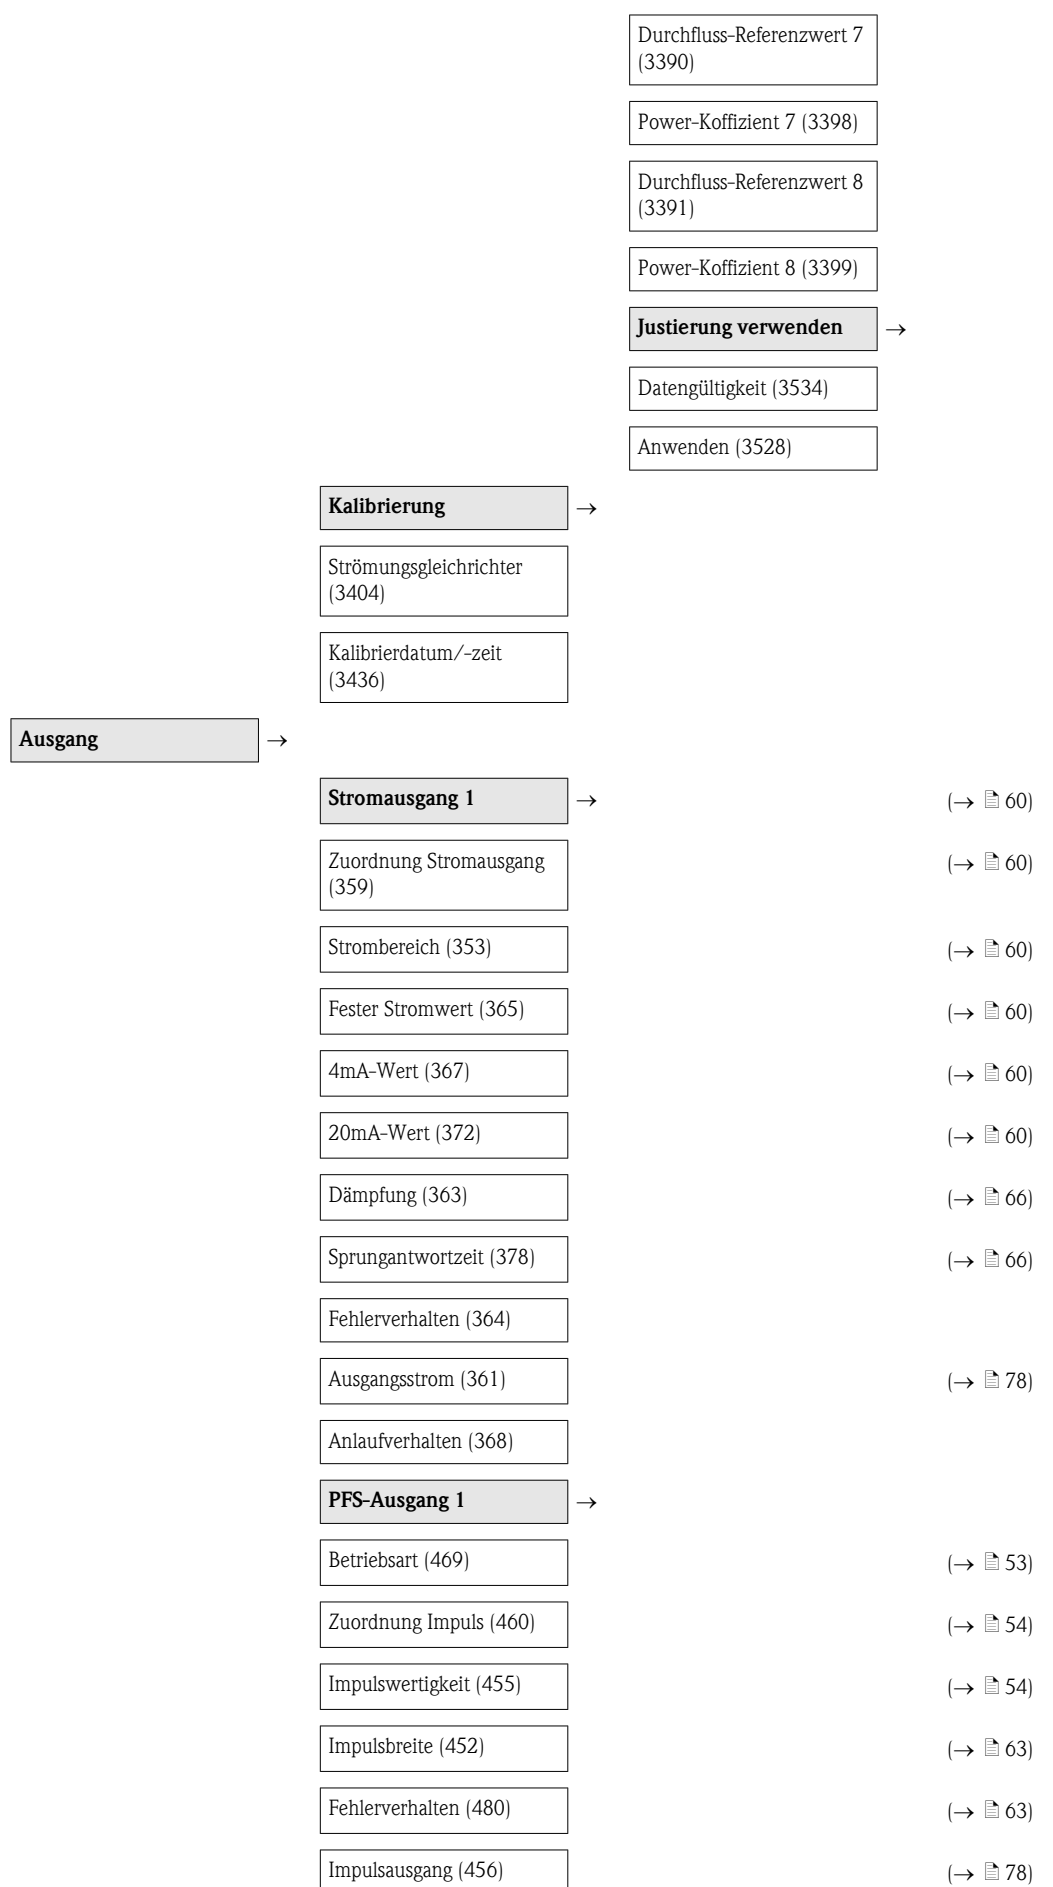 Durchfluss-Referenzwert 7
(3390)
Power-Koffizient 7 (3398)
Durchfluss-Referenzwert 8
(3391)
Power-Koffizient 8 (3399)
Justierung verwenden →
Datengültigkeit (3534)
Anwenden (3528)
Kalibrierung →
Strömungsgleichrichter
(3404)
Kalibrierdatum/-zeit
(3436)
Ausgang →
Stromausgang 1 → (→ 60)
Zuordnung Stromausgang (→ 60)
(359)
Strombereich (353) (→ 60)
Fester Stromwert (365) (→ 60)
4mA-Wert (367) (→ 60)
20mA-Wert (372) (→ 60)
Dämpfung (363) (→ 66)
Sprungantwortzeit (378) (→ 66)
Fehlerverhalten (364)
Ausgangsstrom (361) (→ 78)
Anlaufverhalten (368)
PFS-Ausgang 1 →
Betriebsart (469) (→ 53)
Zuordnung Impuls (460) (→ 54)
Impulswertigkeit (455) (→ 54)
Impulsbreite (452) (→ 63)
Fehlerverhalten (480) (→ 63)
Impulsausgang (456) (→ 78)